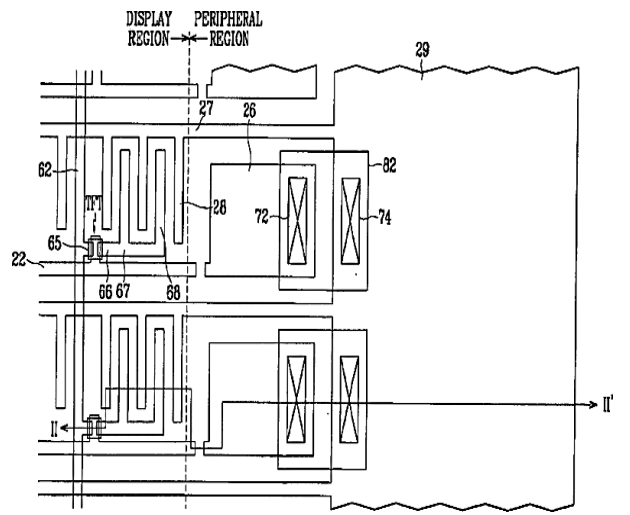 DISPLAY REGION
PERIPHERAL REGION
29
27
26
62
82
TFT
28
72
74
65
22
66
67
68
II
II'